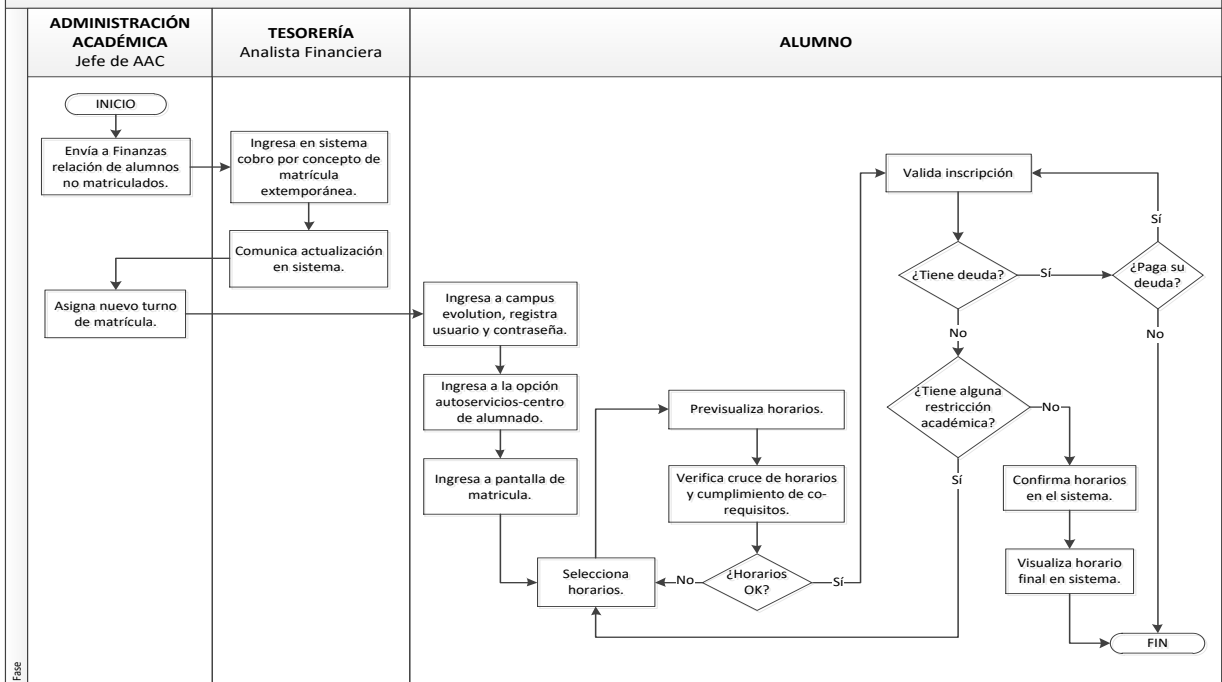 ADMINISTRACIÓN
ACADÉMICA
Jefe de AAC
TESORERÍA
Analista Financiera
ALUMNO
INICIO
Envía a Finanzas
relación de alumnos
no matriculados.
Ingresa en sistema
cobro por concepto de
matrícula
extemporánea.
Comunica actualización
en sistema.
Asigna nuevo turno
de matrícula.
Ingresa a campus
evolution, registra
usuario y contraseña.
Ingresa a la opción
autoservicios-centro
de alumnado.
Ingresa a pantalla de
matricula.
Selecciona
horarios.
Previsualiza horarios.
Verifica cruce de horarios
y cumplimiento de co-
requisitos.
¿Horarios
OK?
No
Sí
Valida inscripción
¿Tiene deuda?
Sí
¿Paga su
deuda?
Sí
No
No
¿Tiene alguna
restricción
académica?
No
Sí
Confirma horarios
en el sistema.
Visualiza horario
final en sistema.
FIN
Fase